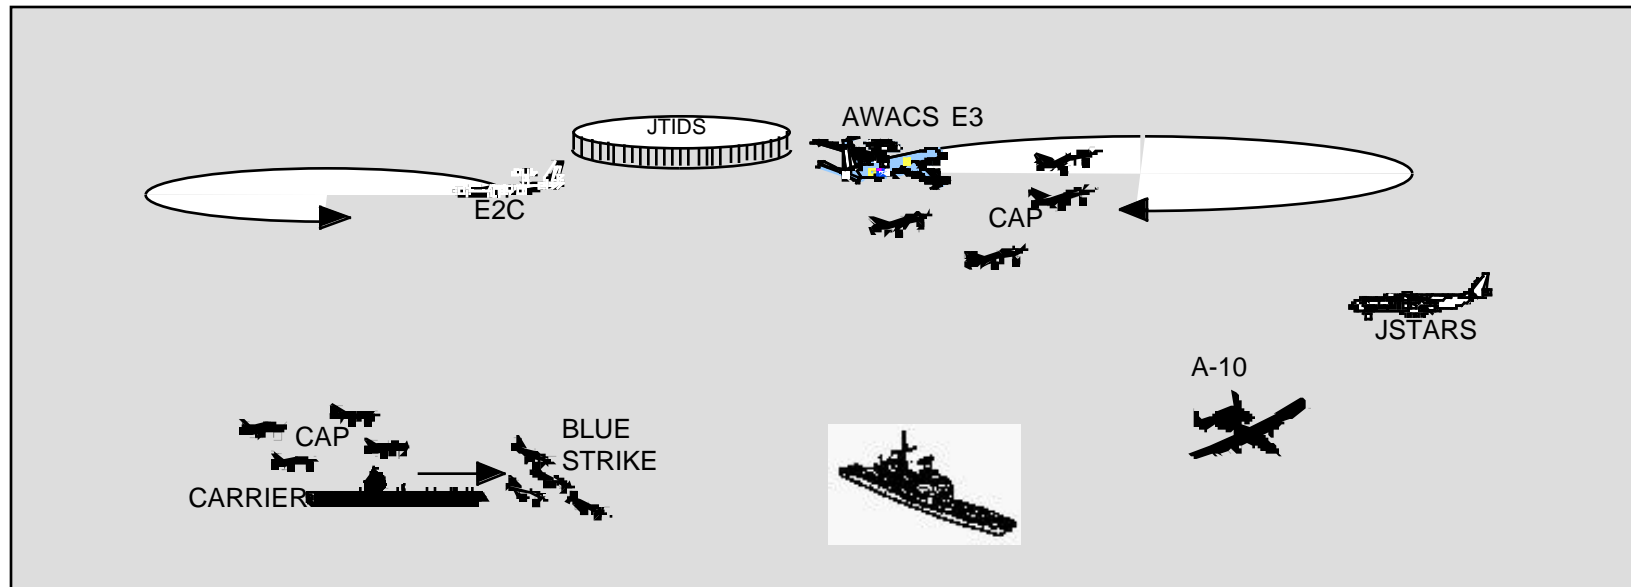 JTIDS
AWACS E3
E2C
CAP
JSTARS
A-10
CAP
BLUE
STRIKE
CARRIER